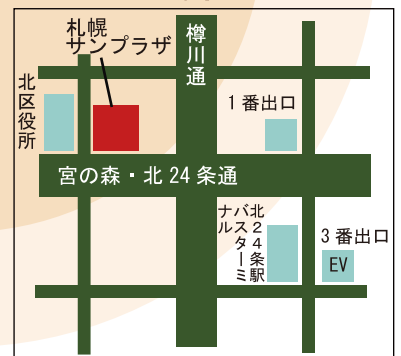 札幌
サンプラザ
樽川通
北区役所
1番出口
宮の森・北24条通
北24条駅
バスターミ
ナル
3番出口
EV